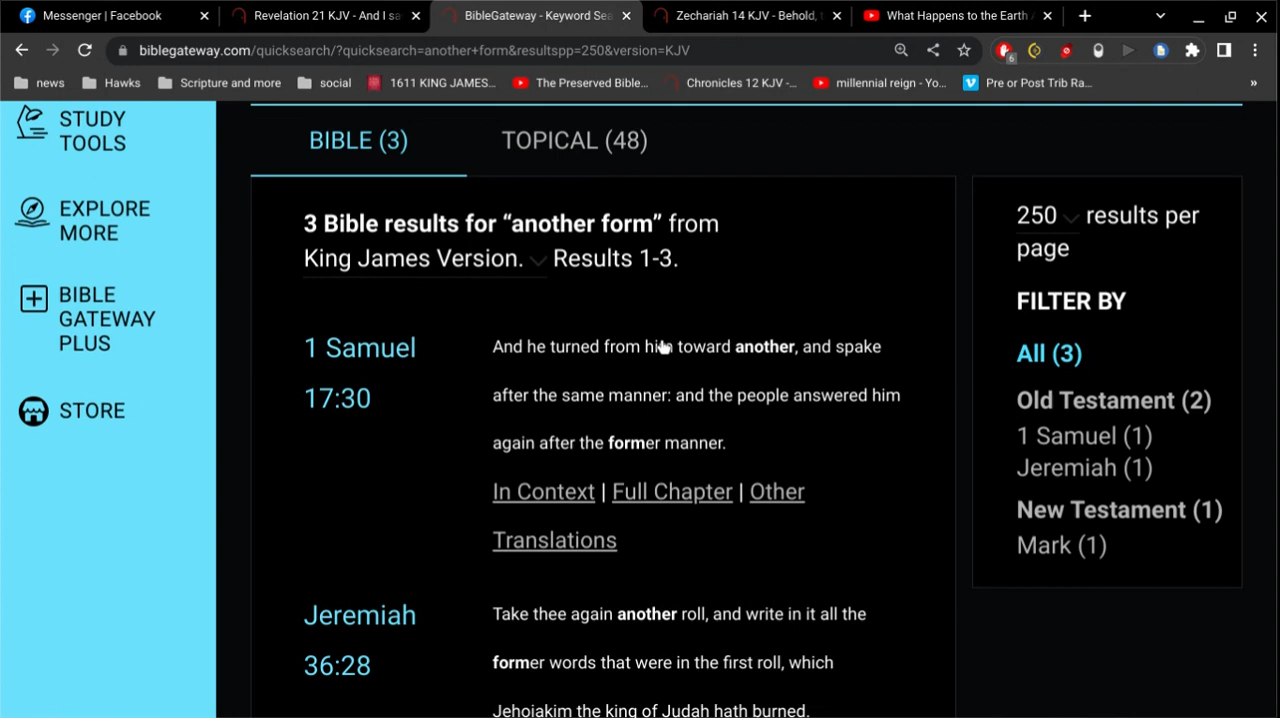 Messenger | Facebook
Revelation 21 KJV - And I sa
BibleGateway - Keyword Sea
Zechariah 14 KJV - Behold, t
What Happens to the Earth A
biblegateway.com/quicksearch/?quicksearch=another+form&resultspp=250&version=KJV
6
news
Hawks
Scripture and more
social
1611 KING JAMES...
The Preserved Bible...
Chronicles 12 KJV -...
millennial reign - Yo...
Pre or Post Trib Ra...
»
STUDY
TOOLS
EXPLORE
MORE
BIBLE
GATEWAY
PLUS
STORE
BIBLE (3)
TOPICAL (48)
3 Bible results for “another form” from
King James Version. Results 1-3.
1 Samuel
17:30
And he turned from him toward another, and spake
after the same manner: and the people answered him
again after the former manner.
In Context | Full Chapter | Other
Translations
Jeremiah
36:28
Take thee again another roll, and write in it all the
former words that were in the first roll, which
Jehoiakim the king of Judah hath burned.
250 results per
page
FILTER BY
All (3)
Old Testament (2)
1 Samuel (1)
Jeremiah (1)
New Testament (1)
Mark (1)